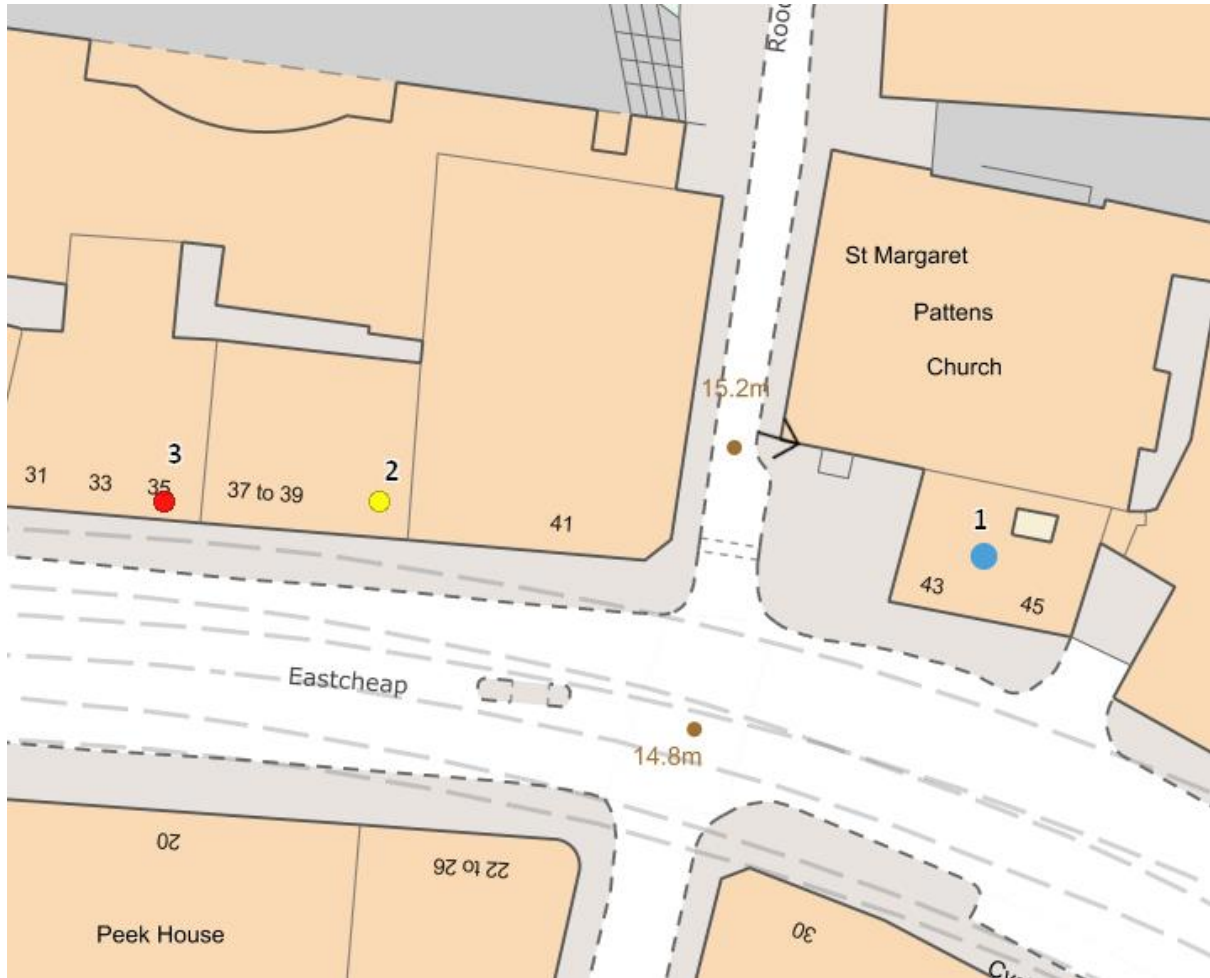 Rood
St Margaret
Pattens
Church
15.2m
3
2
1
31
33
35
37 to 39
41
43
45
Eastcheap
14.8m
20
22 to 26
Peek House
30